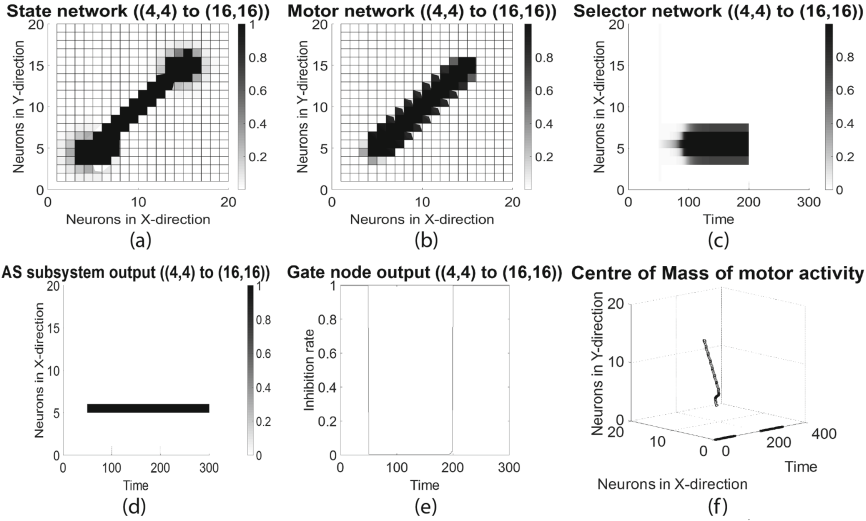 State network ((4,4) to (16,16))
Neurons in Y-direction
20
15
10
5
0
0
10
20
Neurons in X-direction
1
0.8
0.6
0.4
0.2
(a)
Motor network ((4,4) to (16,16))
Neurons in Y-direction
20
15
10
5
0
0
10
20
Neurons in X-direction
1
0.8
0.6
0.4
0.2
(b)
Selector network ((4,4) to (16,16))
Neurons in X-direction
20
15
10
5
0
0
100
200
300
Time
0.8
0.6
0.4
0.2
(c)
AS subsystem output ((4,4) to (16,16))
Neurons in X-direction
20
15
10
5
0
0
100
200
300
Time
1
0.8
0.6
0.4
0.2
0
(d)
Gate node output ((4,4) to (16,16))
Inhibition rate
1
0.8
0.6
0.4
0.2
0
0
100
200
300
Time
(e)
Centre of Mass of motor activity
Neurons in Y-direction
20
10
0
20
10
0
0
200
400
Time
Neurons in X-direction
(f)